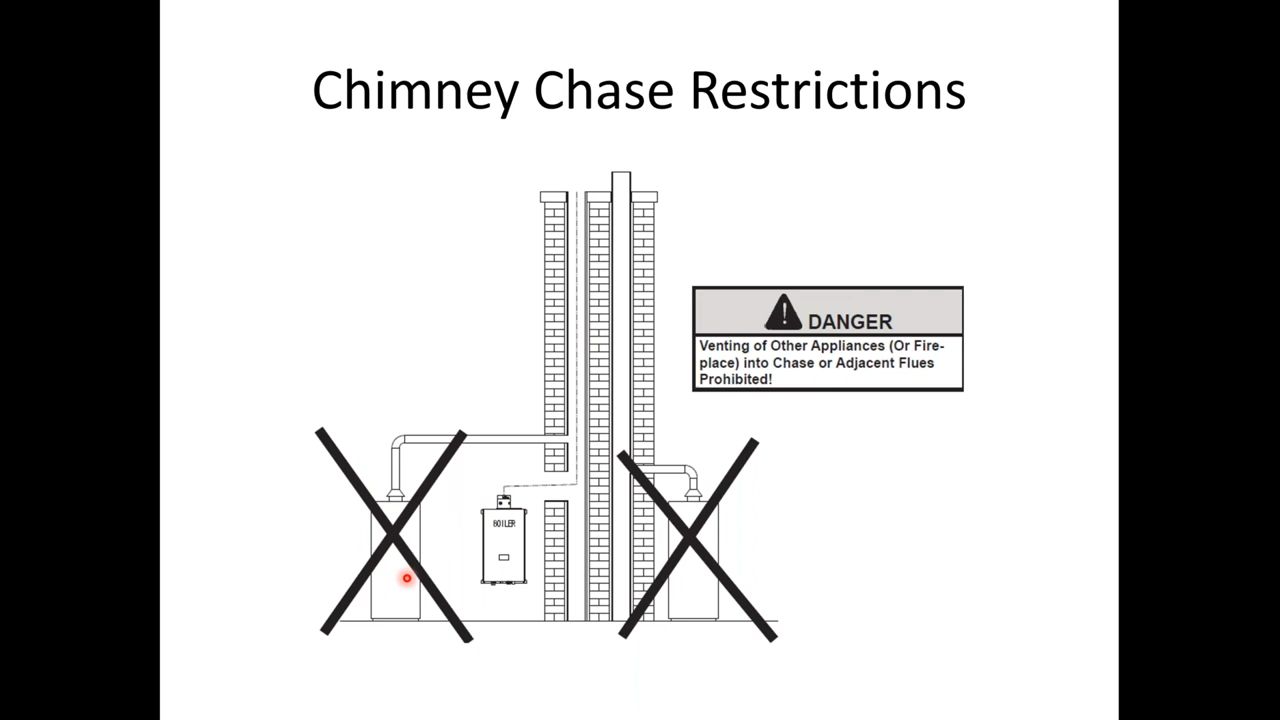 Chimney Chase Restrictions
DANGER
Venting of Other Appliances (Or Fire-
place) into Chase or Adjacent Flues
Prohibited!
BOILER